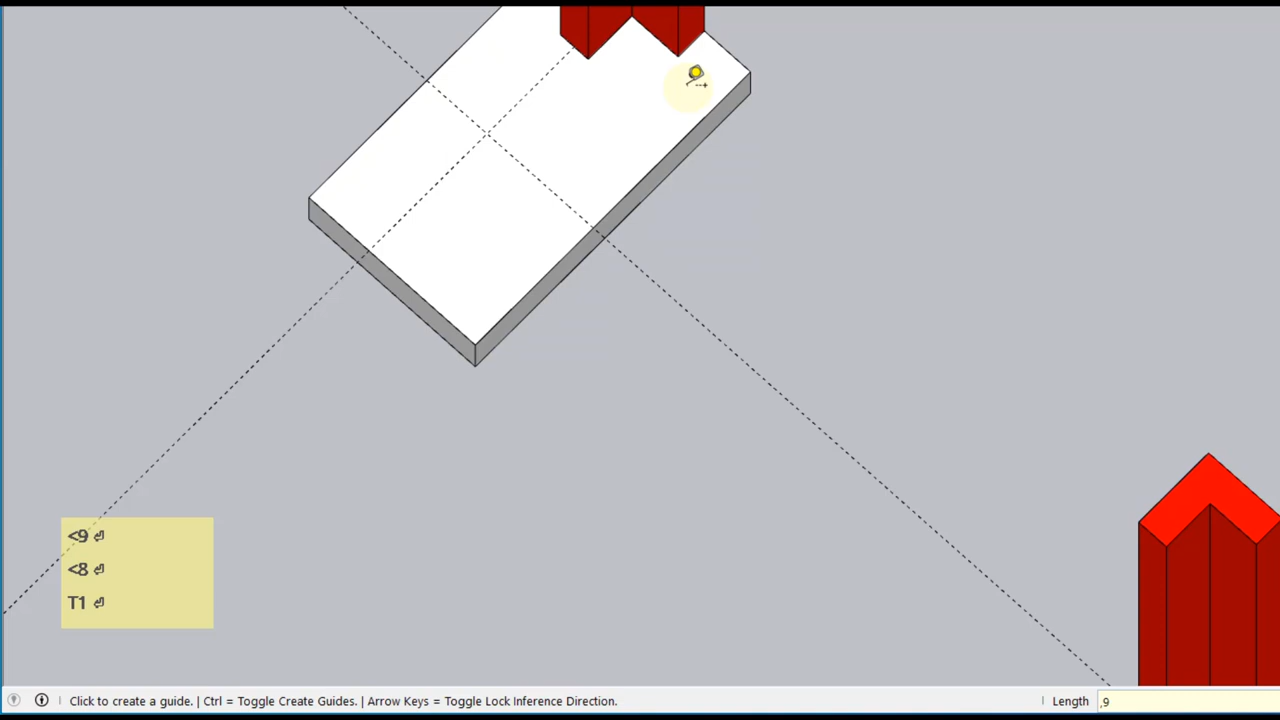 <9 ⏎
<8 ⏎
T1 ⏎
Click to create a guide. | Ctrl = Toggle Create Guides. | Arrow Keys = Toggle Lock Inference Direction. Length ,9